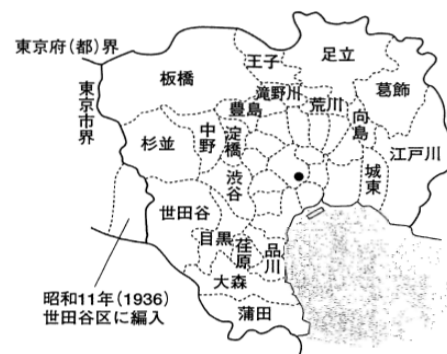 東京府(都)界
東京市界
板橋
王子
足立
滝野川
荒川
葛飾
豊島
向島
杉並
中野
淀橋
江戸川
渋谷
城東
世田谷
目黒
荏原
品川
大森
蒲田
昭和11年(1936)
世田谷区に編入